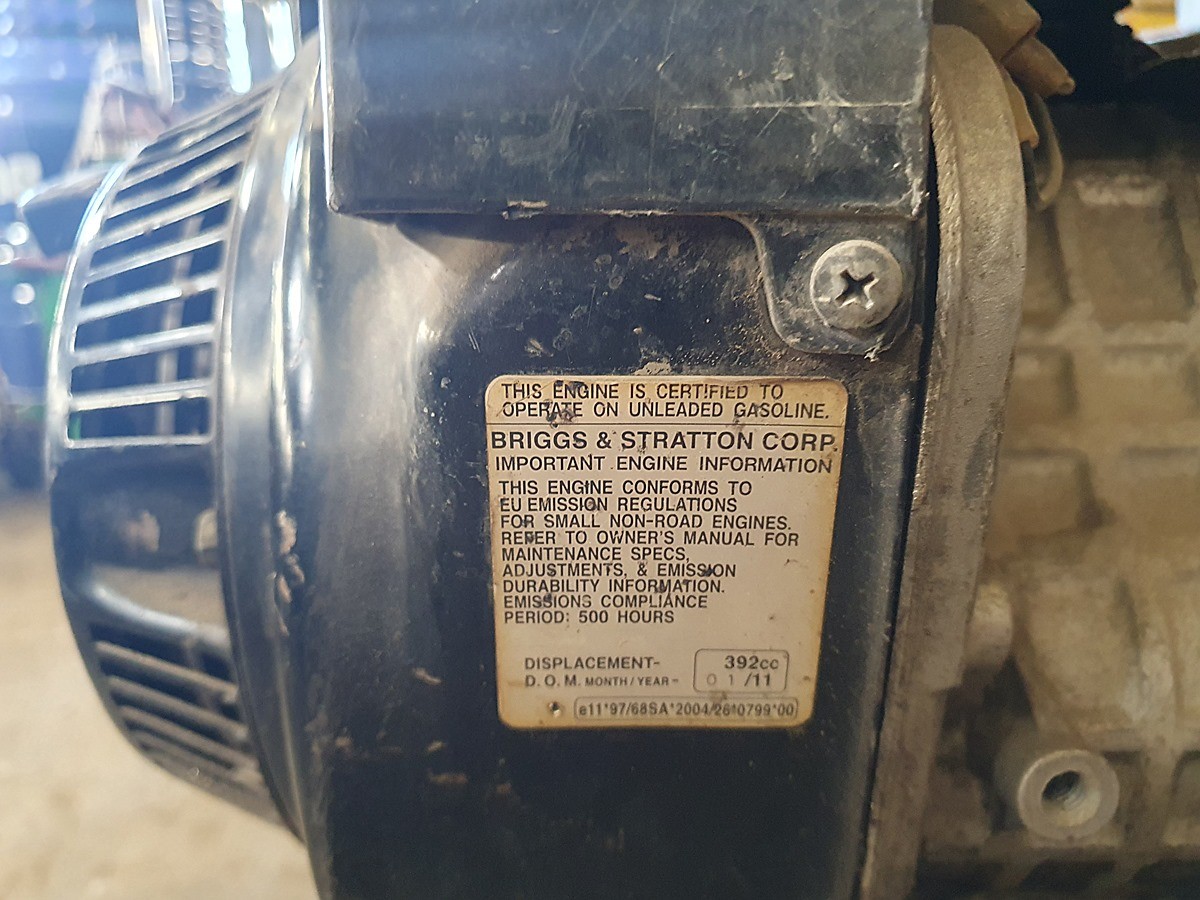 THIS ENGINE IS CERTIFIED TO
OPERATE ON UNLEADED GASOLINE.
BRIGGS & STRATTON CORP.
IMPORTANT ENGINE INFORMATION
THIS ENGINE CONFORMS TO
EU EMISSION REGULATIONS
FOR SMALL NON-ROAD ENGINES.
REFER TO OWNER'S MANUAL FOR
MAINTENANCE SPECS,
ADJUSTMENTS, & EMISSION
DURABILITY INFORMATION.
EMISSIONS COMPLIANCE
PERIOD: 500 HOURS
DISPLACEMENT- 392cc
D. O. M. MONTH/YEAR- 01/11
e11*97/68SA*2004/26*0799*00